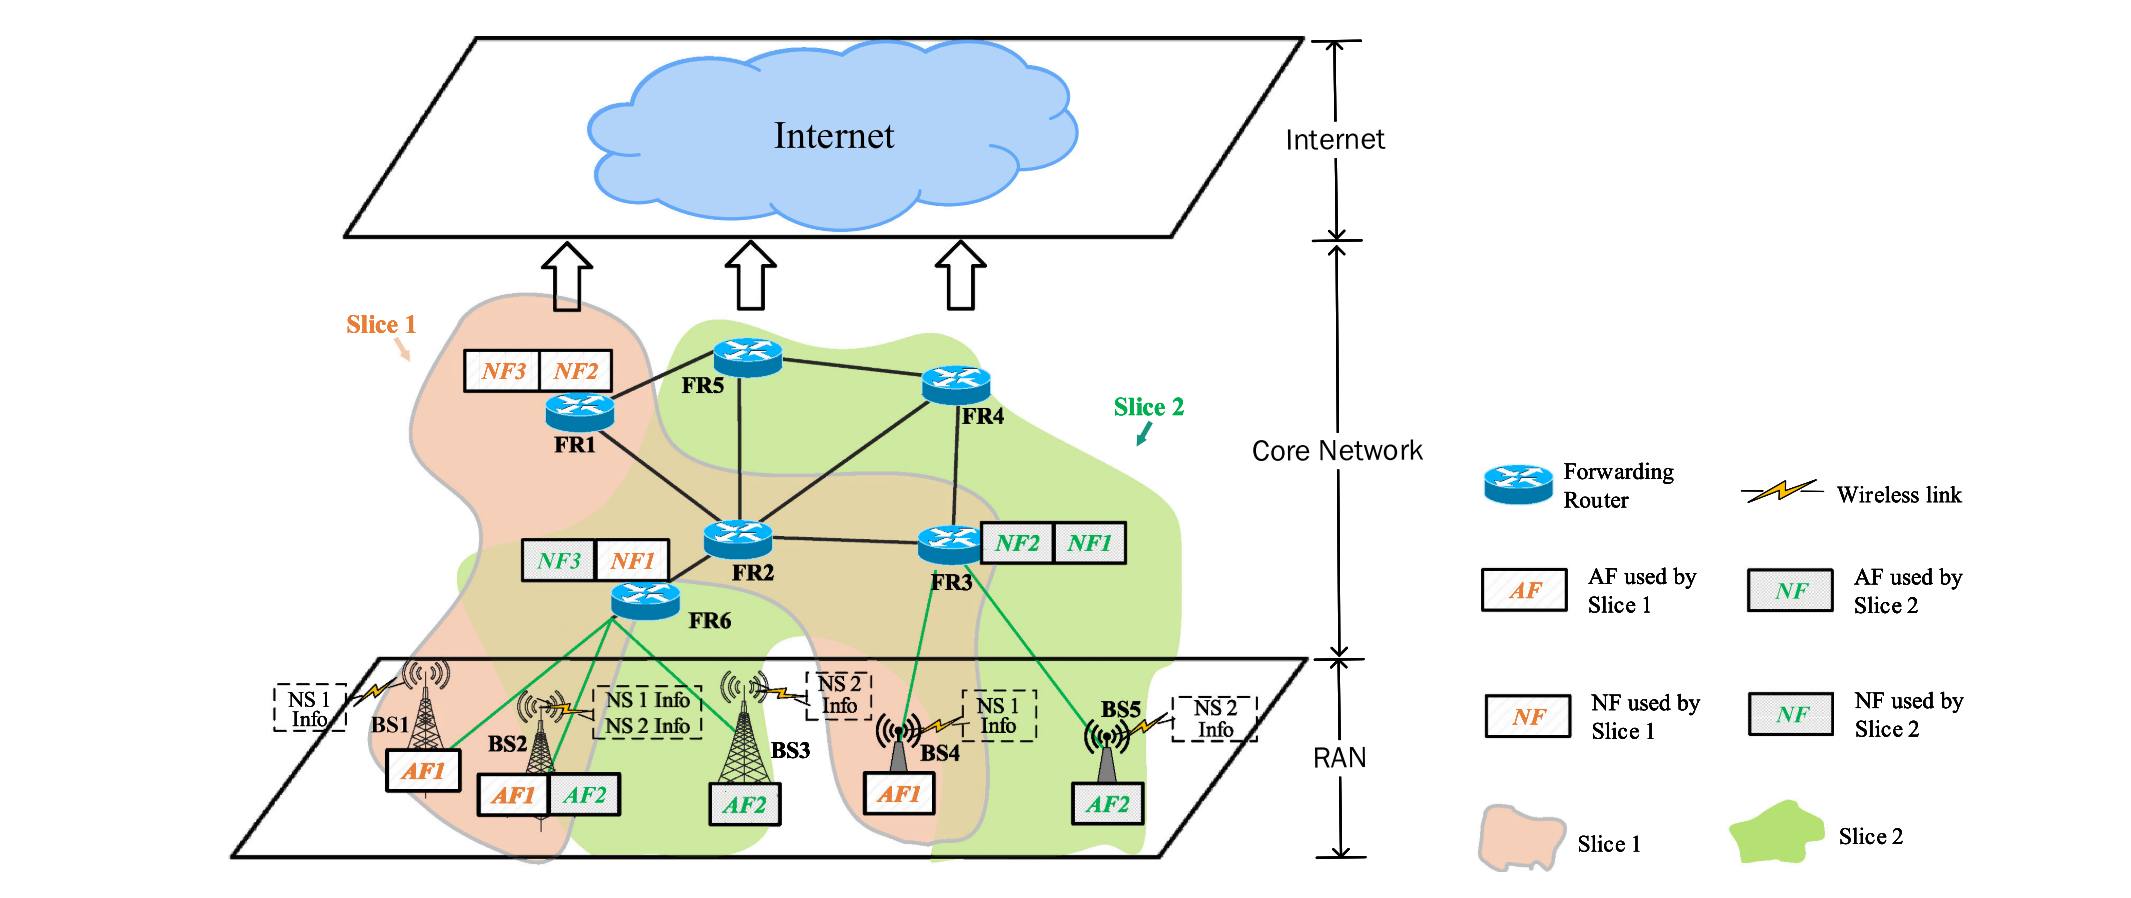 Internet
Internet
Slice 1
NF3 NF2
FR5
FR1
FR4
Slice 2
Core Network
NF3 NF1
FR2
NF2 NF1
FR3
FR6
Forwarding
Router
Wireless link
AF
AF used by
Slice 1
NF
AF used by
Slice 2
NF
NF used by
Slice 1
NF
NF used by
Slice 2
Slice 1
Slice 2
NS 1
Info
BS1
AF1
BS2
NS 1 Info
NS 2 Info
AF1 AF2
NS 2
Info
BS3
AF2
NS 1
Info
BS4
AF1
BS5
NS 2
Info
AF2
RAN